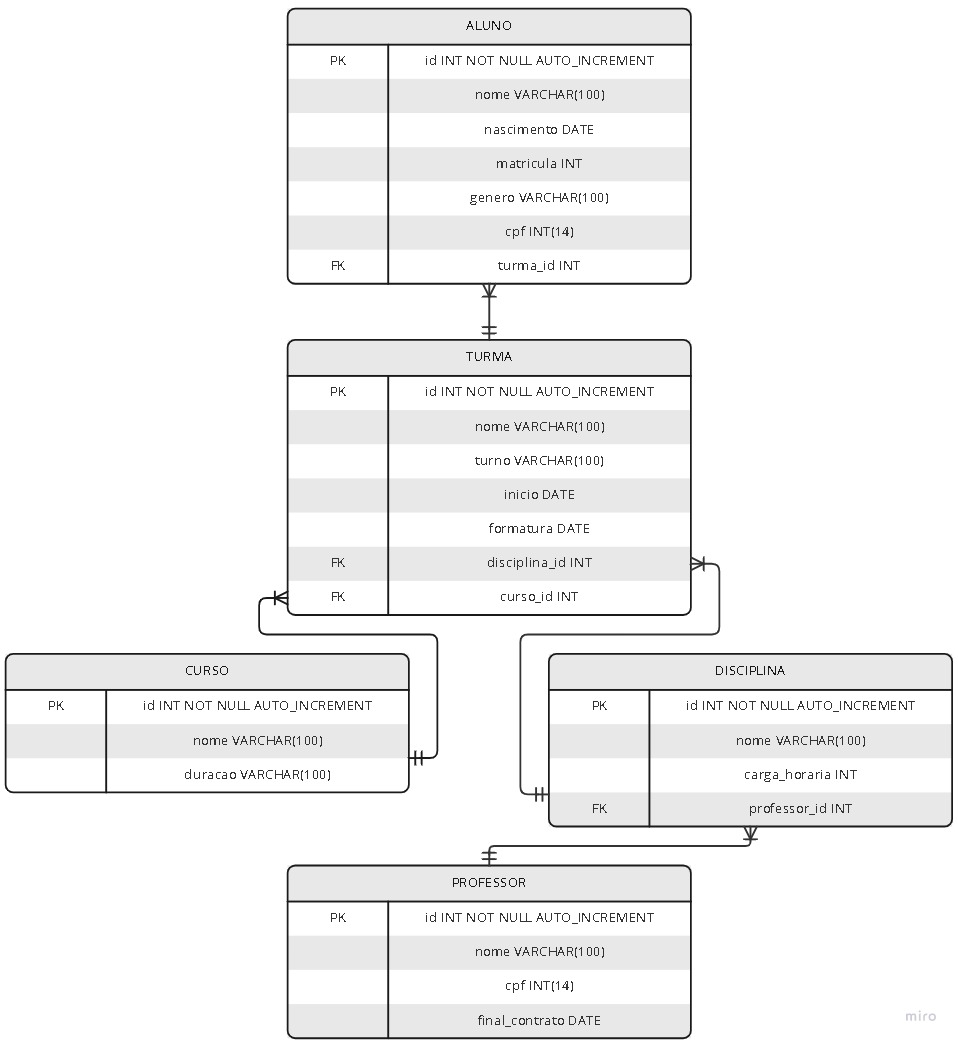 ALUNO
PK id INT NOT NULL AUTO_INCREMENT
nome VARCHAR(100)
nascimento DATE
matricula INT
genero VARCHAR(100)
cpf INT(14)
FK turma_id INT
TURMA
PK id INT NOT NULL AUTO_INCREMENT
nome VARCHAR(100)
turno VARCHAR(100)
inicio DATE
formatura DATE
FK disciplina_id INT
FK curso_id INT
CURSO
PK id INT NOT NULL AUTO_INCREMENT
nome VARCHAR(100)
duracao VARCHAR(100)
DISCIPLINA
PK id INT NOT NULL AUTO_INCREMENT
nome VARCHAR(100)
carga_horaria INT
FK professor_id INT
PROFESSOR
PK id INT NOT NULL AUTO_INCREMENT
nome VARCHAR(100)
cpf INT(14)
final_contrato DATE
miro